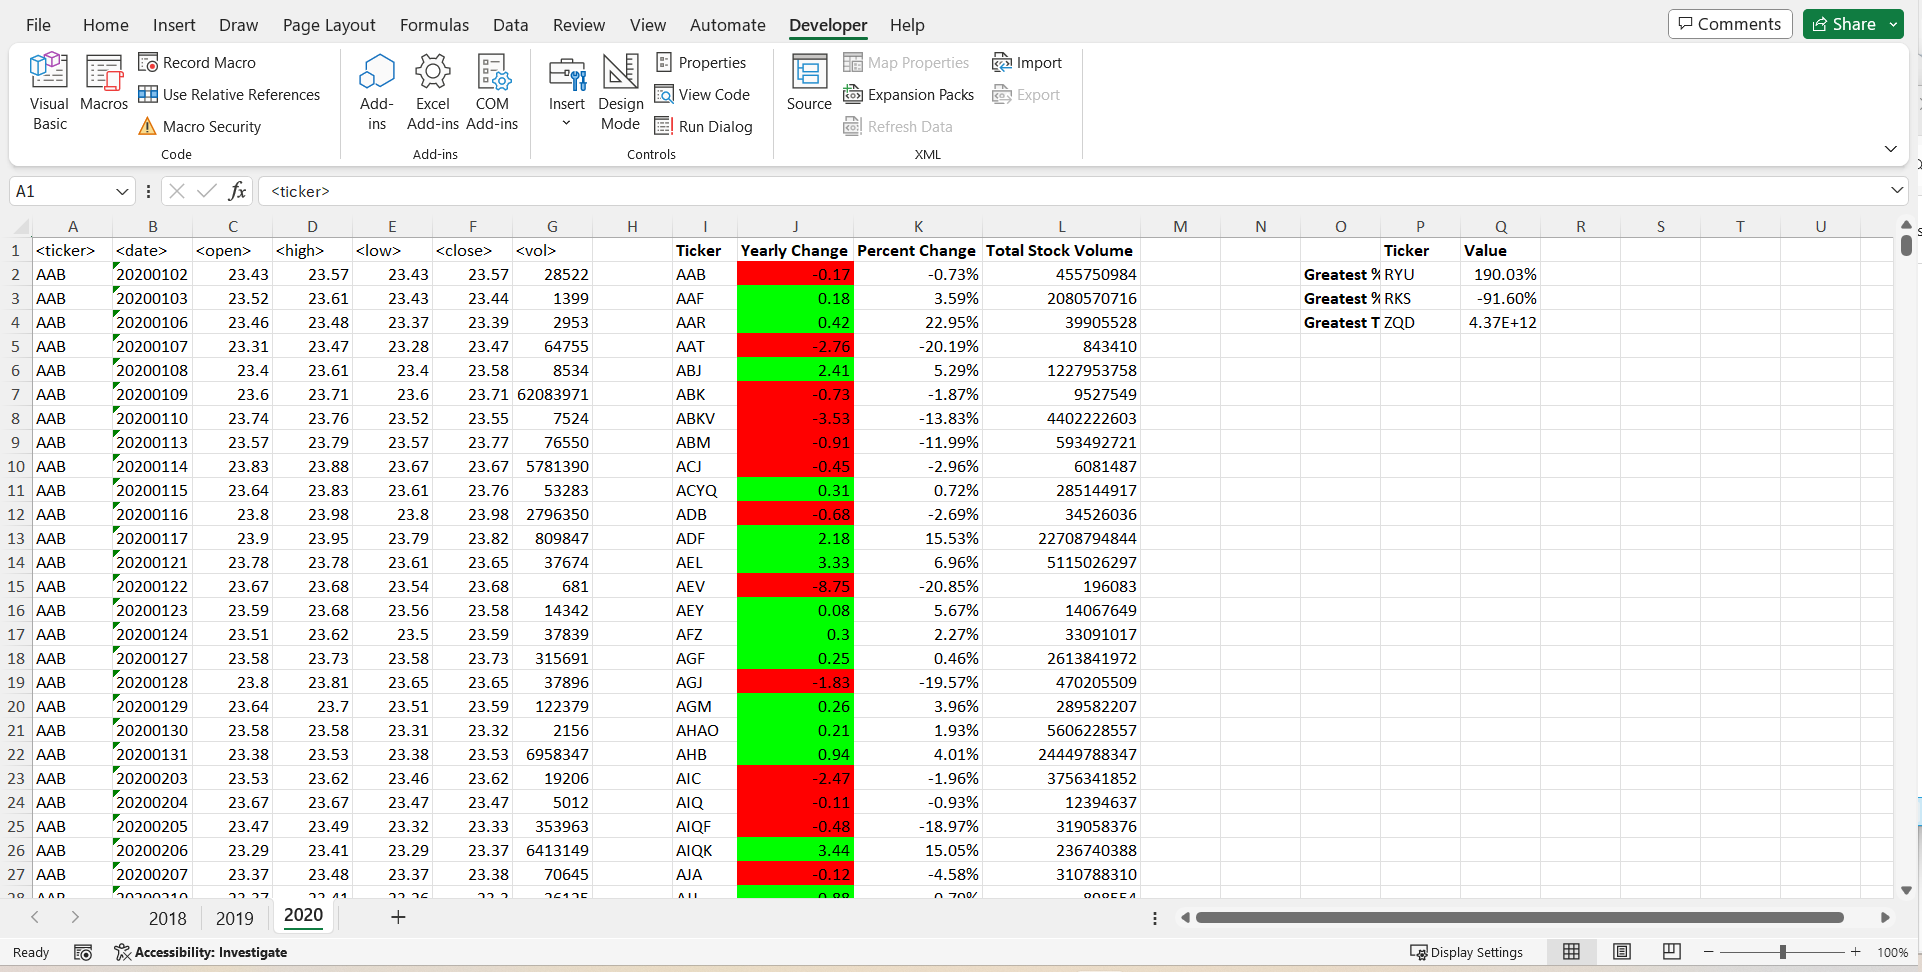 File Home Insert Draw Page Layout Formulas Data Review View Automate Developer Help Comments Share
Visual Basic Macros Record Macro Use Relative References Macro Security
Add-ins Excel Add-ins COM Add-ins
Insert Design Mode Properties View Code Run Dialog
Source Map Properties Expansion Packs Refresh Data Import Export
Code Add-ins Controls XML
A1 fx <ticker>
A B C D E F G H I J K L M N O P Q R S T U
1 <ticker> <date> <open> <high> <low> <close> <vol> Ticker Yearly Change Percent Change Total Stock Volume Ticker Value
2 AAB 20200102 23.43 23.57 23.43 23.57 28522 AAB -0.17 -0.73% 455750984 Greatest % RYU 190.03%
3 AAB 20200103 23.52 23.61 23.43 23.44 1399 AAF 0.18 3.59% 2080570716 Greatest % RKS -91.60%
4 AAB 20200106 23.46 23.48 23.37 23.39 2953 AAR 0.42 22.95% 39905528 Greatest T ZQD 4.37E+12
5 AAB 20200107 23.31 23.47 23.28 23.47 64755 AAT -2.76 -20.19% 843410
6 AAB 20200108 23.4 23.61 23.4 23.58 8534 ABJ 2.41 5.29% 1227953758
7 AAB 20200109 23.6 23.71 23.6 23.71 62083971 ABK -0.73 -1.87% 9527549
8 AAB 20200110 23.74 23.76 23.52 23.55 7524 ABKV -3.53 -13.83% 4402222603
9 AAB 20200113 23.57 23.79 23.57 23.77 76550 ABM -0.91 -11.99% 593492721
10 AAB 20200114 23.83 23.88 23.67 23.67 5781390 ACJ -0.45 -2.96% 6081487
11 AAB 20200115 23.64 23.83 23.61 23.76 53283 ACYQ 0.31 0.72% 285144917
12 AAB 20200116 23.8 23.98 23.8 23.98 2796350 ADB -0.68 -2.69% 34526036
13 AAB 20200117 23.9 23.95 23.79 23.82 809847 ADF 2.18 15.53% 22708794844
14 AAB 20200121 23.78 23.78 23.61 23.65 37674 AEL 3.33 6.96% 5115026297
15 AAB 20200122 23.67 23.68 23.54 23.68 681 AEV -8.75 -20.85% 196083
16 AAB 20200123 23.59 23.68 23.56 23.58 14342 AEY 0.08 5.67% 14067649
17 AAB 20200124 23.51 23.62 23.5 23.59 37839 AFZ 0.3 2.27% 33091017
18 AAB 20200127 23.58 23.73 23.58 23.73 315691 AGF 0.25 0.46% 2613841972
19 AAB 20200128 23.8 23.81 23.65 23.65 37896 AGJ -1.83 -19.57% 470205509
20 AAB 20200129 23.64 23.7 23.51 23.59 122379 AGM 0.26 3.96% 289582207
21 AAB 20200130 23.58 23.58 23.31 23.32 2156 AHAO 0.21 1.93% 5606228557
22 AAB 20200131 23.38 23.53 23.38 23.53 6958347 AHB 0.94 4.01% 24449788347
23 AAB 20200203 23.53 23.62 23.46 23.62 19206 AIC -2.47 -1.96% 3756341852
24 AAB 20200204 23.67 23.67 23.47 23.47 5012 AIQ -0.11 -0.93% 12394637
25 AAB 20200205 23.47 23.49 23.32 23.33 353963 AIQF -0.48 -18.97% 319058376
26 AAB 20200206 23.29 23.41 23.29 23.37 6413149 AIQK 3.44 15.05% 236740388
27 AAB 20200207 23.37 23.48 23.37 23.38 70645 AJA -0.12 -4.58% 310788310
2018 2019 2020
Ready Accessibility: Investigate Display Settings 100%